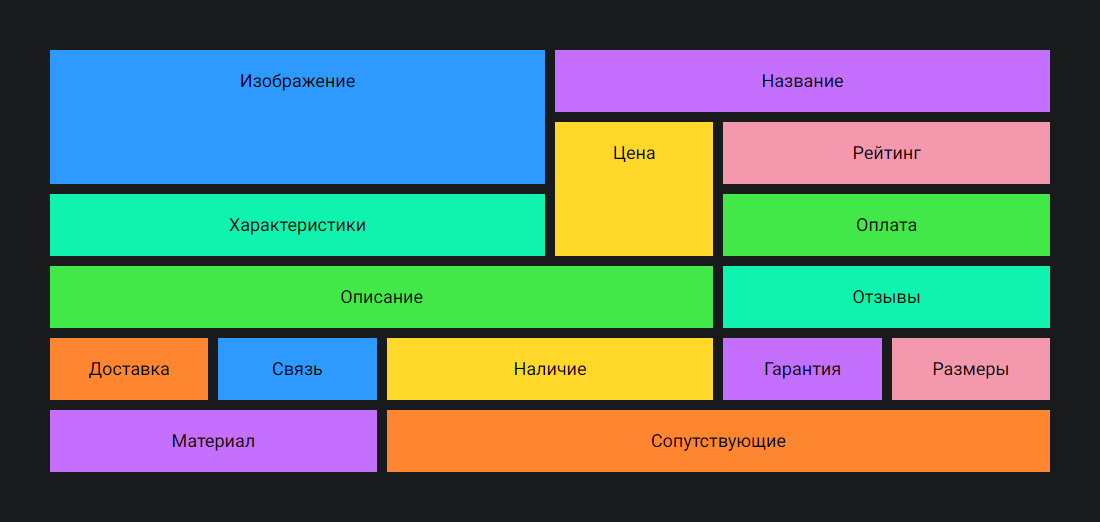 Изображение
Название
Цена
Рейтинг
Характеристики
Оплата
Описание
Отзывы
Доставка
Связь
Наличие
Гарантия
Размеры
Материал
Сопутствующие